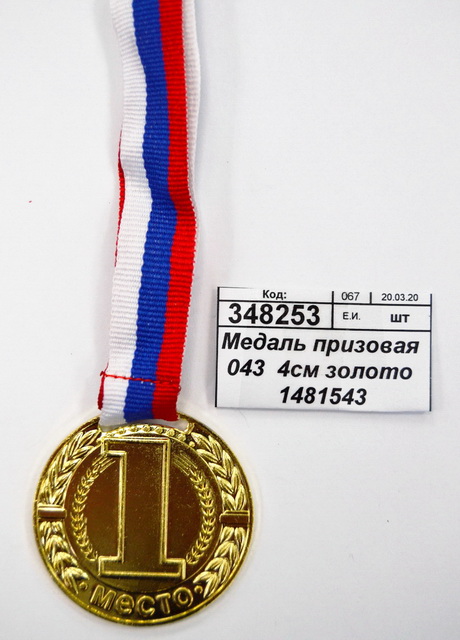 Код: 067 20.03.20
348253 Е.И. шт
Медаль призовая
043 4см золото
1481543
1
место